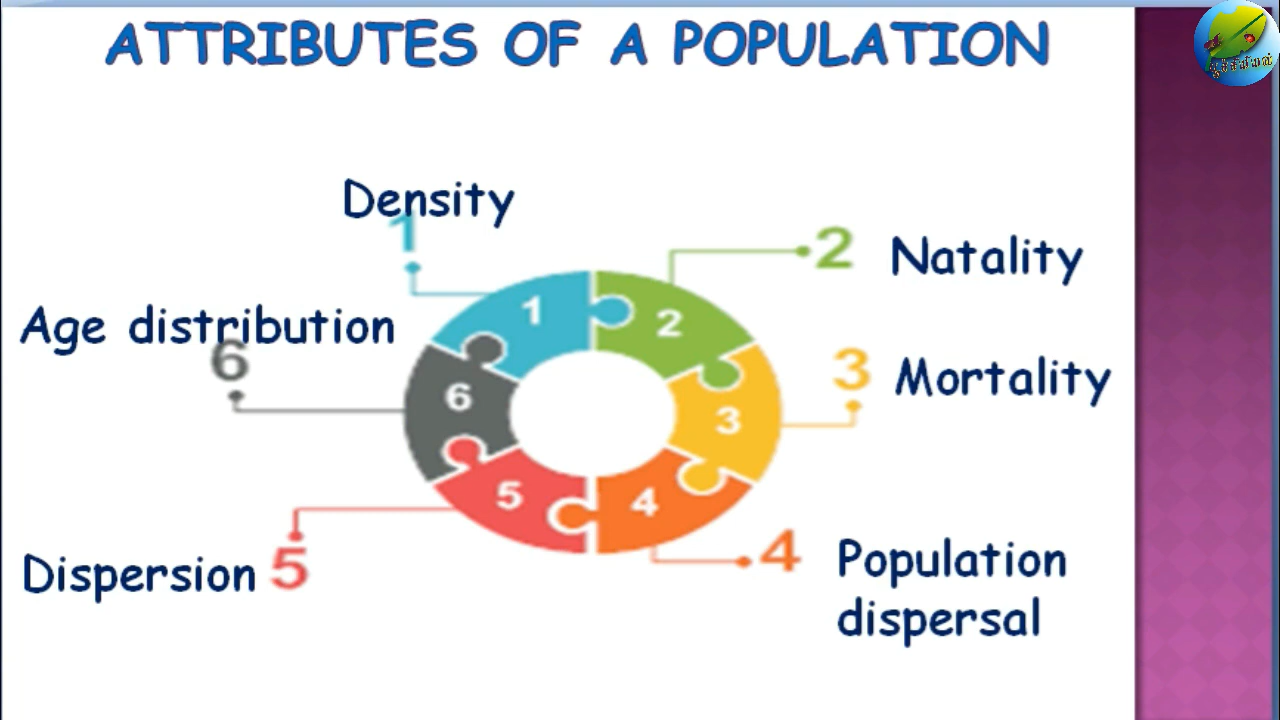 ATTRIBUTES OF A POPULATION
Density
1
2 Natality
Age distribution
6
1
2
3 Mortality
6
3
5
4
Dispersion 5
4 Population
dispersal